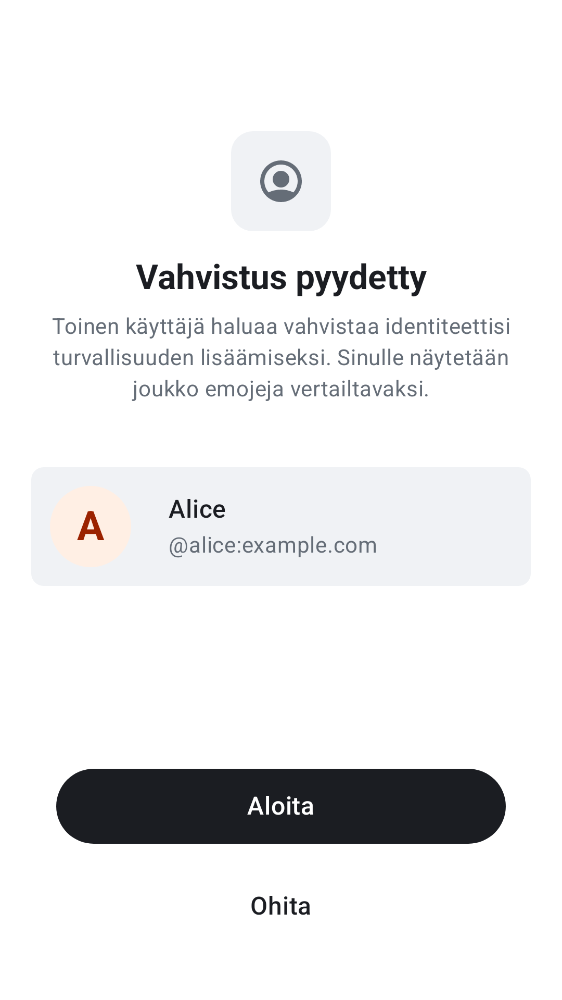 Vahvistus pyydetty
Toinen käyttäjä haluaa vahvistaa identiteettisi
turvallisuuden lisäämiseksi. Sinulle näytetään
joukko emojeja vertailtavaksi.
A
Alice
@alice:example.com
Aloita
Ohita